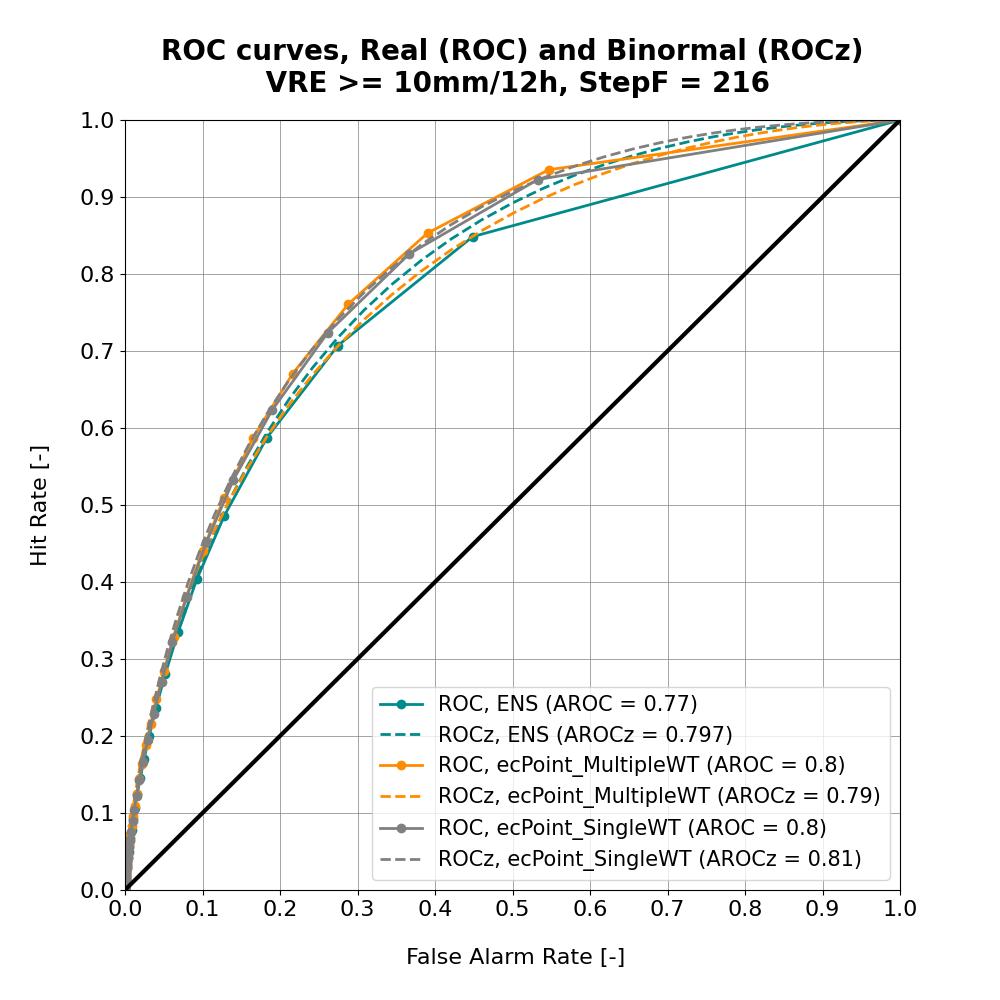 ROC curves, Real (ROC) and Binormal (ROCz)
VRE >= 10mm/12h, StepF = 216
1.0
0.9
0.8
0.7
0.6
0.5
0.4
0.3
0.2
0.1
0.0
Hit Rate [-]
ROC, ENS (AROC = 0.77)
ROCz, ENS (AROCz = 0.797)
ROC, ecPoint_MultipleWT (AROC = 0.8)
ROCz, ecPoint_MultipleWT (AROCz = 0.79)
ROC, ecPoint_SingleWT (AROC = 0.8)
ROCz, ecPoint_SingleWT (AROCz = 0.81)
0.0 0.1 0.2 0.3 0.4 0.5 0.6 0.7 0.8 0.9 1.0
False Alarm Rate [-]